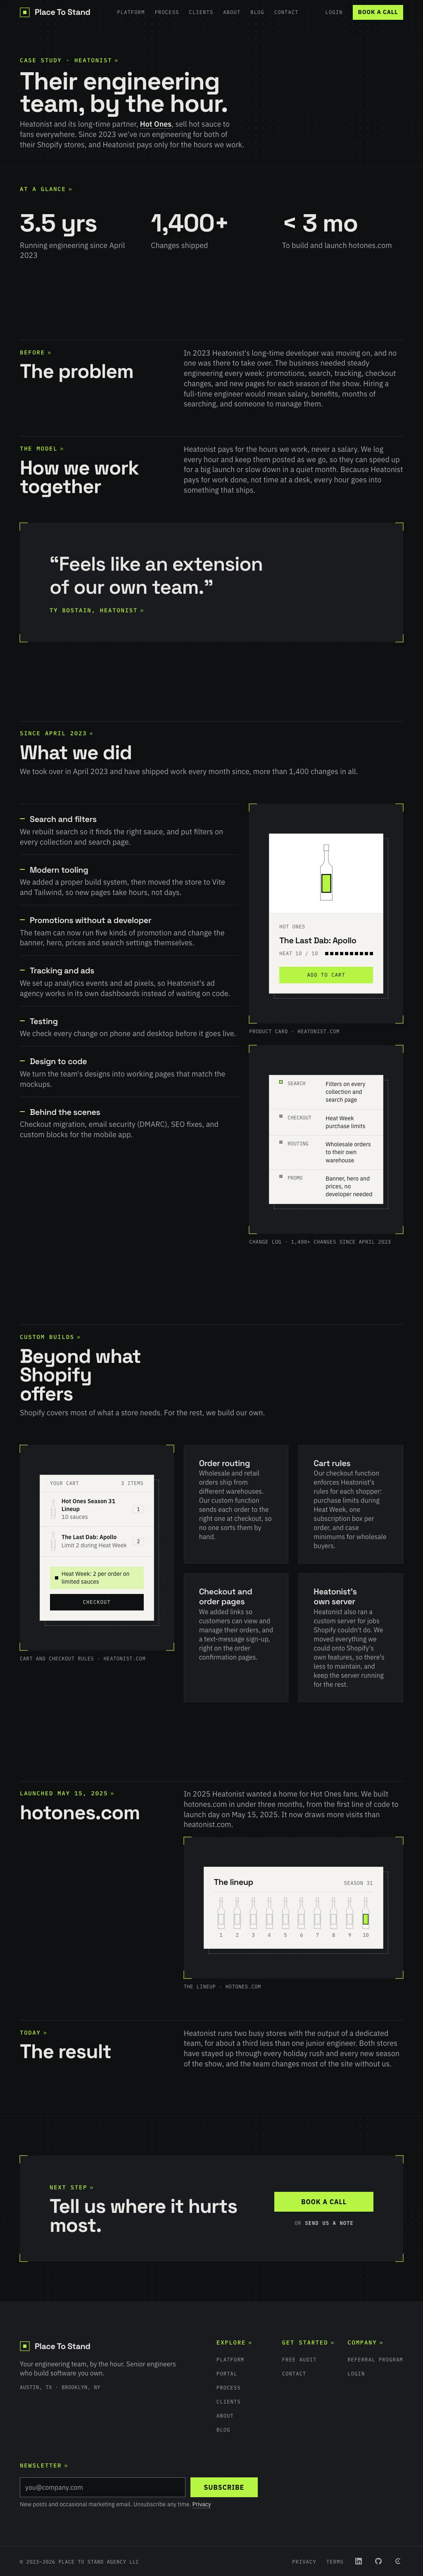 Place To Stand
PLATFORM PROCESS CLIENTS ABOUT BLOG CONTACT LOGIN BOOK A CALL
CASE STUDY · HEATONIST »
Their engineering
team, by the hour.
Heatonist and its long-time partner, Hot Ones, sell hot sauce to
fans everywhere. Since 2023 we've run engineering for both of
their Shopify stores, and Heatonist pays only for the hours we work.
AT A GLANCE »
3.5 yrs
Running engineering since April
2023
1,400+
Changes shipped
< 3 mo
To build and launch hotones.com
BEFORE »
The problem
In 2023 Heatonist's long-time developer was moving on, and no
one was there to take over. The business needed steady
engineering every week: promotions, search, tracking, checkout
changes, and new pages for each season of the show. Hiring a
full-time engineer would mean salary, benefits, months of
searching, and someone to manage them.
THE MODEL »
How we work
together
Heatonist pays for the hours we work, never a salary. We log
every hour and keep them posted as we go, so they can speed up
for a big launch or slow down in a quiet month. Because Heatonist
pays for work done, not time at a desk, every hour goes into
something that ships.
“Feels like an extension
of our own team.”
TY BOSTAIN, HEATONIST »
SINCE APRIL 2023 »
What we did
We took over in April 2023 and have shipped work every month since, more than 1,400 changes in all.
Search and filters
We rebuilt search so it finds the right sauce, and put filters on
every collection and search page.
Modern tooling
We added a proper build system, then moved the store to Vite
and Tailwind, so new pages take hours, not days.
Promotions without a developer
The team can now run five kinds of promotion and change the
banner, hero, prices and search settings themselves.
Tracking and ads
We set up analytics events and ad pixels, so Heatonist's ad
agency works in its own dashboards instead of waiting on code.
Testing
We check every change on phone and desktop before it goes live.
Design to code
We turn the team's designs into working pages that match the
mockups.
Behind the scenes
Checkout migration, email security (DMARC), SEO fixes, and
custom blocks for the mobile app.
HOT ONES
The Last Dab: Apollo
HEAT 10 / 10
ADD TO CART
PRODUCT CARD · HEATONIST.COM
SEARCH Filters on every
collection and
search page
CHECKOUT Heat Week
purchase limits
ROUTING Wholesale orders
to their own
warehouse
PROMO Banner, hero and
prices, no
developer needed
CHANGE LOG · 1,400+ CHANGES SINCE APRIL 2023
CUSTOM BUILDS »
Beyond what
Shopify
offers
Shopify covers most of what a store needs. For the rest, we build our own.
YOUR CART 3 ITEMS
Hot Ones Season 31
Lineup
10 sauces
1
The Last Dab: Apollo
Limit 2 during Heat Week
2
Heat Week: 2 per order on
limited sauces
CHECKOUT
CART AND CHECKOUT RULES · HEATONIST.COM
Order routing
Wholesale and retail
orders ship from
different warehouses.
Our custom function
sends each order to the
right one at checkout, so
no one sorts them by
hand.
Cart rules
Our checkout function
enforces Heatonist's
rules for each shopper:
purchase limits during
Heat Week, one
subscription box per
order, and case
minimums for wholesale
buyers.
Checkout and
order pages
We added links so
customers can view and
manage their orders, and
a text-message sign-up,
right on the order
confirmation pages.
Heatonist's
own server
Heatonist also ran a
custom server for jobs
Shopify couldn't do. We
moved everything we
could onto Shopify's
own features, so there's
less to maintain, and
keep the server running
for the rest.
LAUNCHED MAY 15, 2025 »
hotones.com
In 2025 Heatonist wanted a home for Hot Ones fans. We built
hotones.com in under three months, from the first line of code to
launch day on May 15, 2025. It now draws more visits than
heatonist.com.
The lineup SEASON 31
1 2 3 4 5 6 7 8 9 10
THE LINEUP · HOTONES.COM
TODAY »
The result
Heatonist runs two busy stores with the output of a dedicated
team, for about a third less than one junior engineer. Both stores
have stayed up through every holiday rush and every new season
of the show, and the team changes most of the site without us.
NEXT STEP »
Tell us where it hurts
most.
BOOK A CALL
OR SEND US A NOTE
Place To Stand
Your engineering team, by the hour. Senior engineers
who build software you own.
AUSTIN, TX · BROOKLYN, NY
EXPLORE »
PLATFORM
PORTAL
PROCESS
CLIENTS
ABOUT
BLOG
GET STARTED »
FREE AUDIT
CONTACT
COMPANY »
REFERRAL PROGRAM
LOGIN
NEWSLETTER »
you@company.com
SUBSCRIBE
New posts and occasional marketing email. Unsubscribe any time. Privacy
© 2023–2026 PLACE TO STAND AGENCY LLC
PRIVACY TERMS